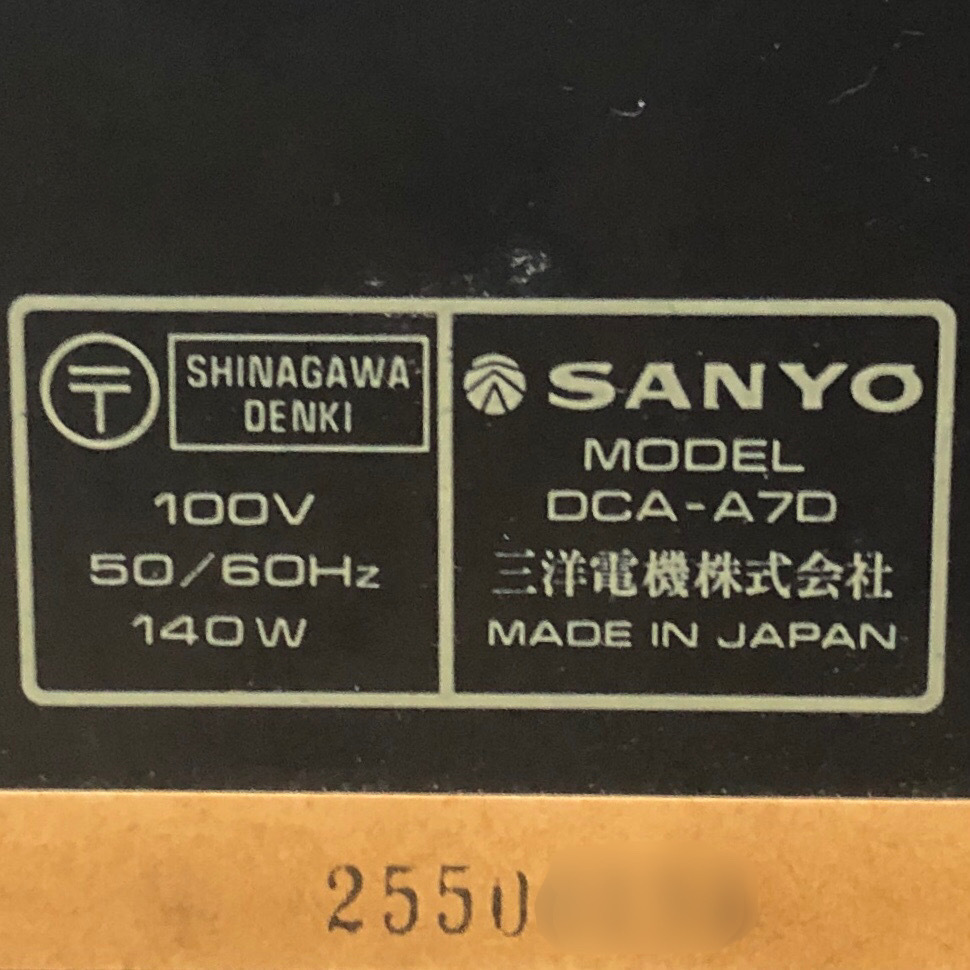 〒 SHINAGAWA
DENKI
100V
50/60Hz
140W
SANYO
MODEL
DCA-A7D
三洋電機株式会社
MADE IN JAPAN
2550